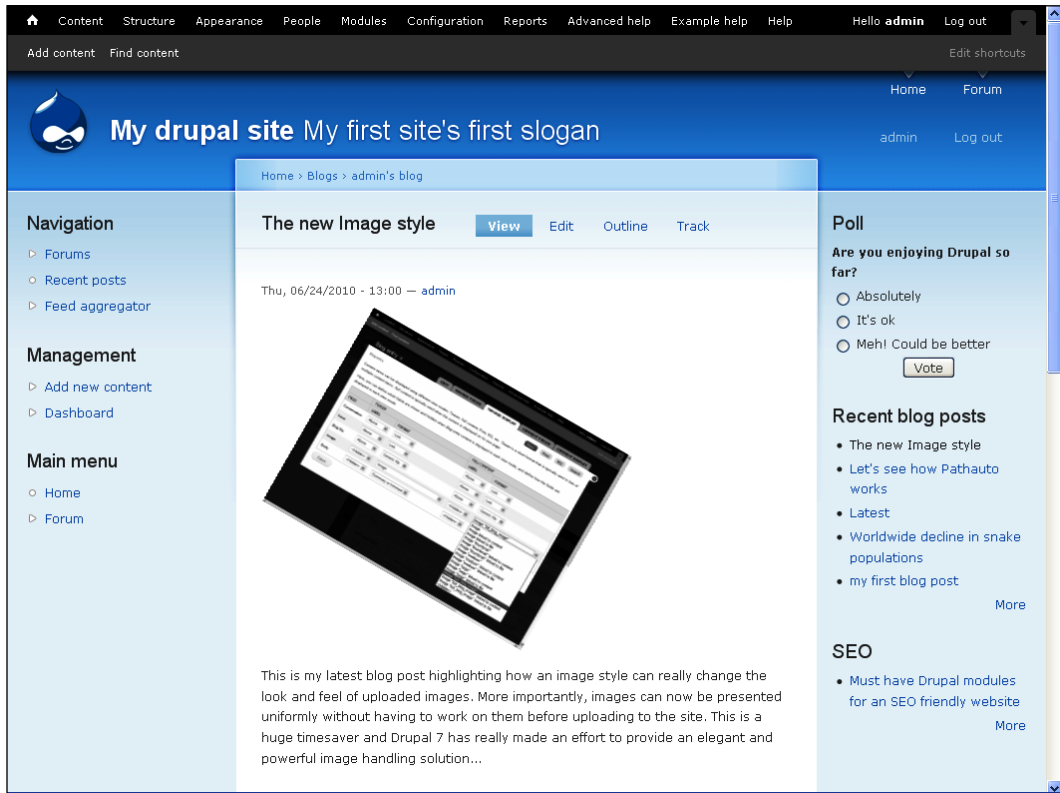 Content Structure Appearance People Modules Configuration Reports Advanced help Example help Help Hello admin Log out
Add content Find content Edit shortcuts
Home Forum
My drupal site My first site's first slogan
admin Log out
Home › Blogs › admin's blog
Navigation
Forums
Recent posts
Feed aggregator
Management
Add new content
Dashboard
Main menu
Home
Forum
The new Image style View Edit Outline Track
Thu, 06/24/2010 - 13:00 — admin
This is my latest blog post highlighting how an image style can really change the
look and feel of uploaded images. More importantly, images can now be presented
uniformly without having to work on them before uploading to the site. This is a
huge timesaver and Drupal 7 has really made an effort to provide an elegant and
powerful image handling solution...
Poll
Are you enjoying Drupal so
far?
Absolutely
It's ok
Meh! Could be better
Vote
Recent blog posts
The new Image style
Let's see how Pathauto
works
Latest
Worldwide decline in snake
populations
my first blog post
More
SEO
Must have Drupal modules
for an SEO friendly website
More